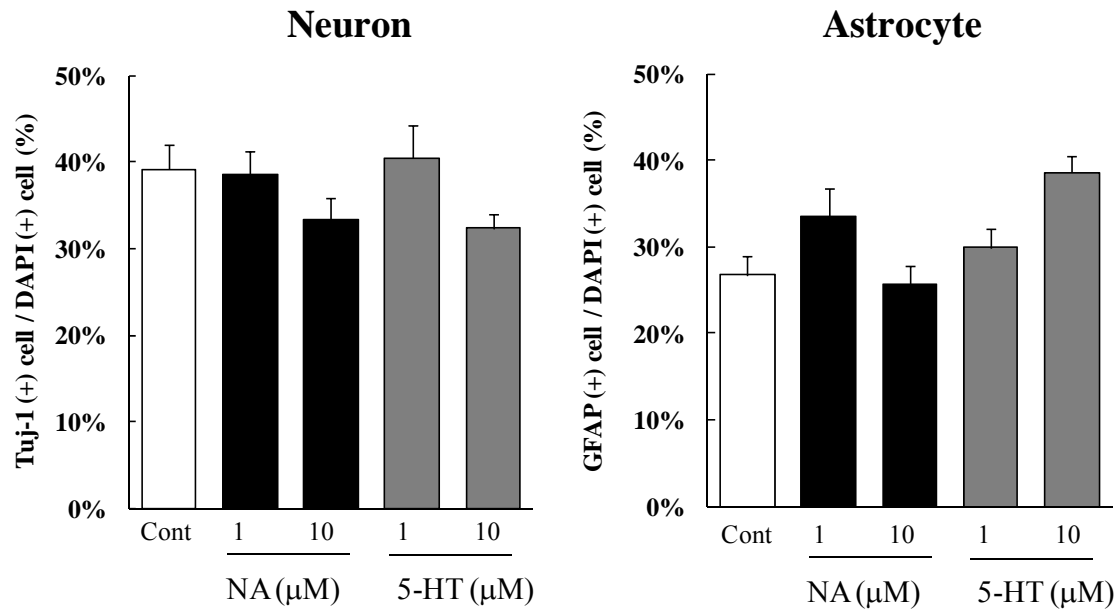 Neuron
Tuj-1 (+) cell / DAPI (+) cell (%)
50%
40%
30%
20%
10%
0%
Cont 1 10 1 10
NA (μM) 5-HT (μM)
Astrocyte
GFAP (+) cell / DAPI (+) cell (%)
50%
40%
30%
20%
10%
0%
Cont 1 10 1 10
NA (μM) 5-HT (μM)